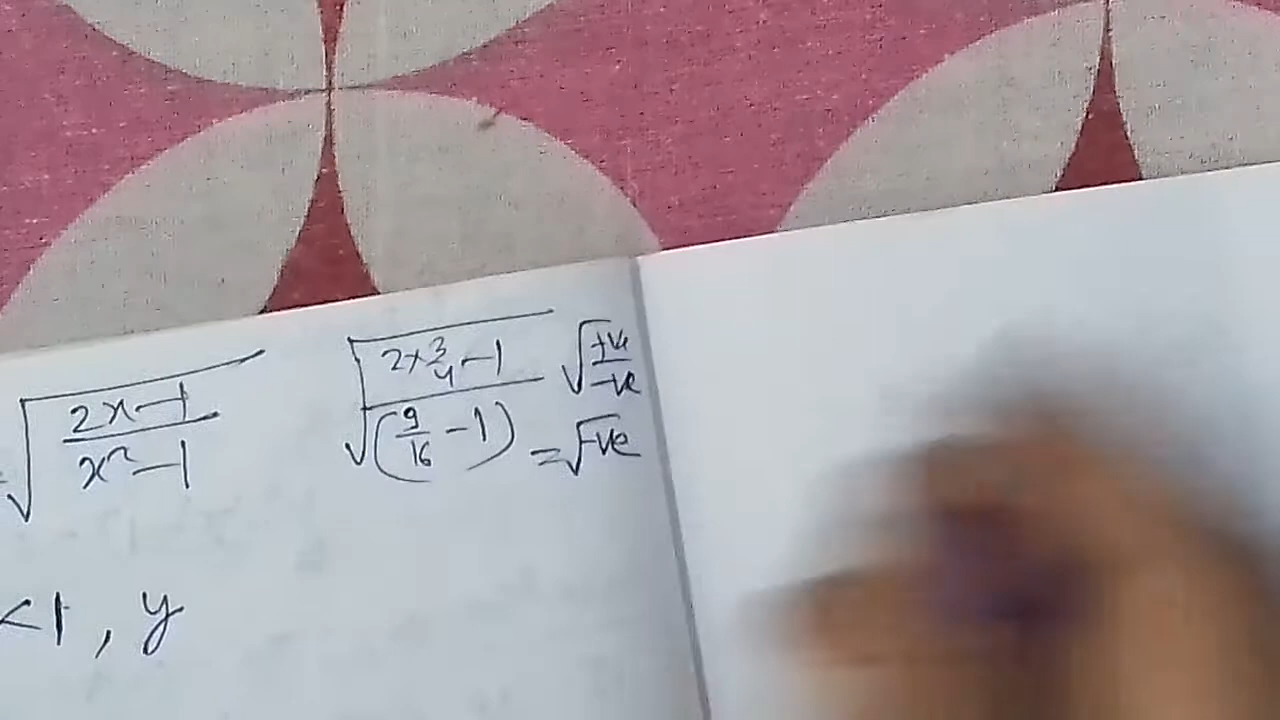 = √((2x-1)/(x²-1))
√((2×3/4-1)/((9/16-1))) √(+ve/-ve)
= √-ve
<1, y